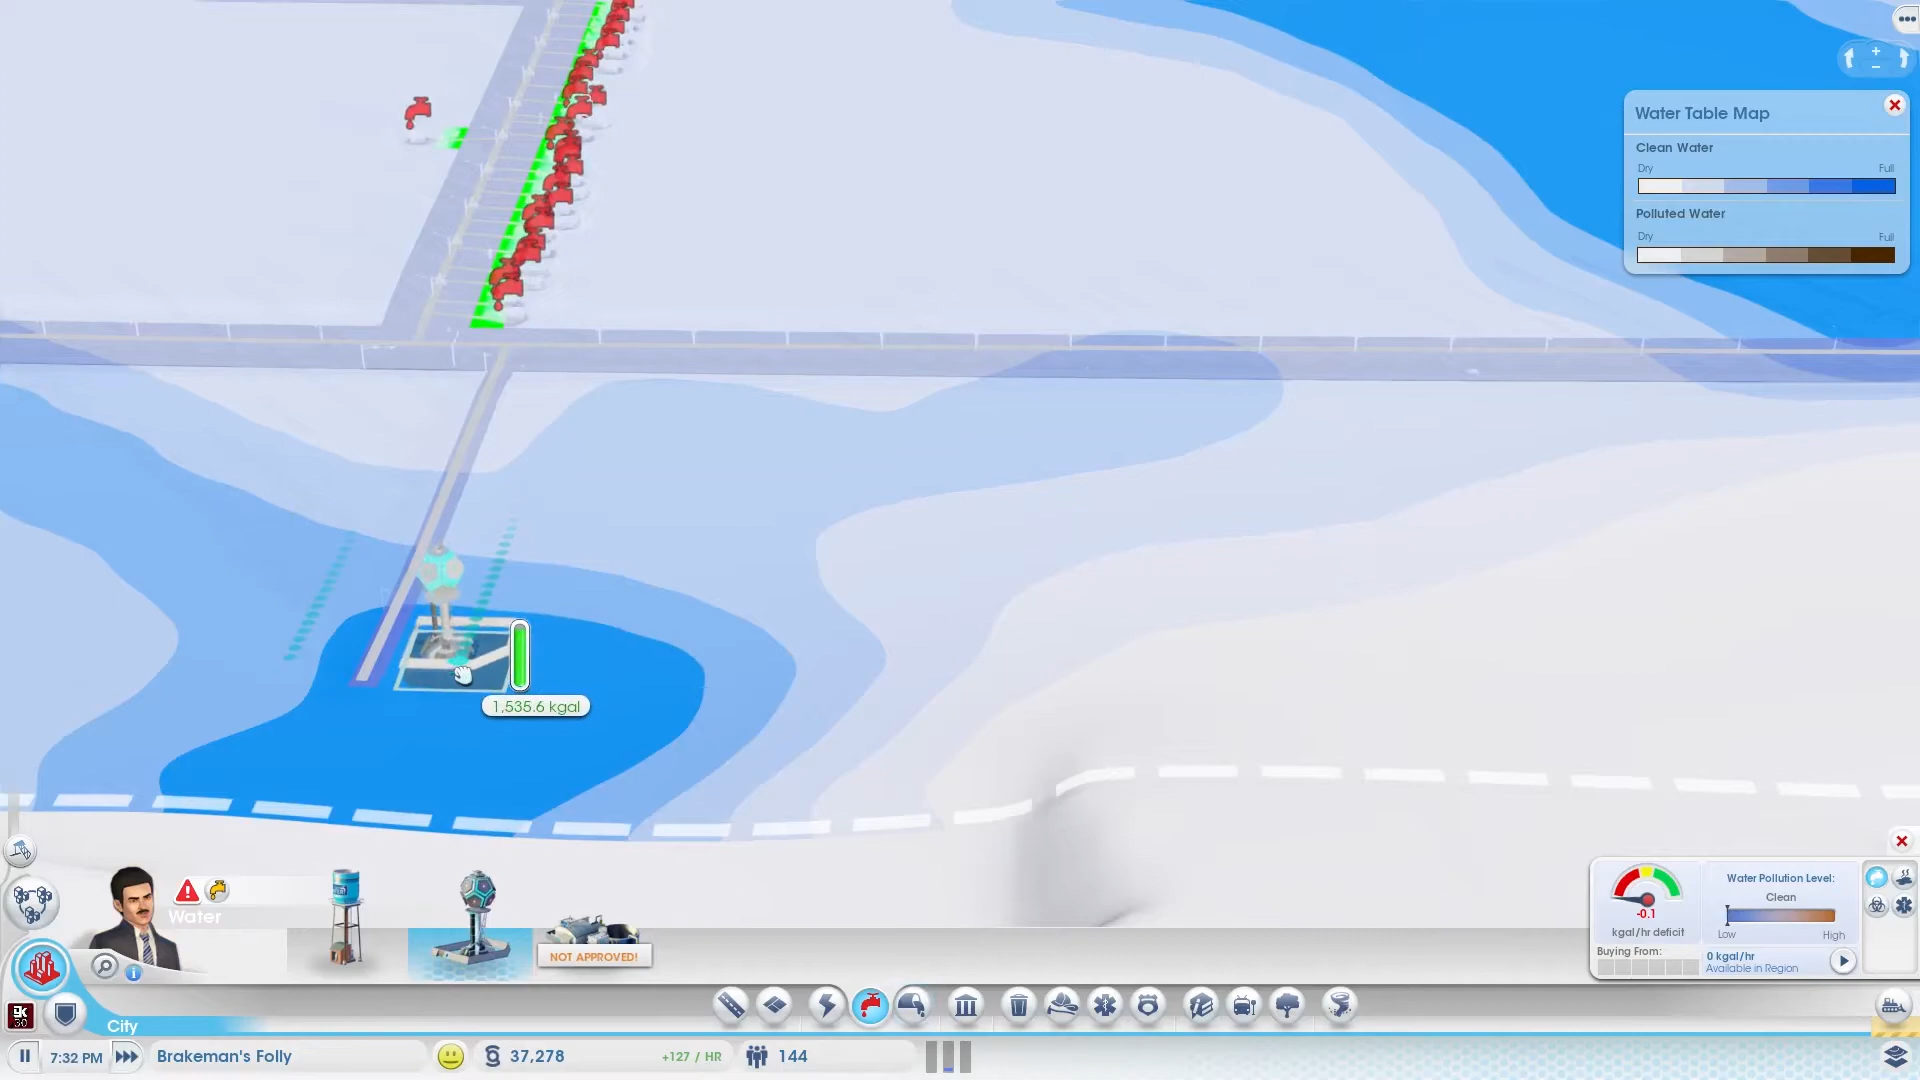 Water Table Map
Clean Water
Dry Full
Polluted Water
Dry Full
1,535.6 kgal
Water
NOT APPROVED!
-0.1
kgal/hr deficit
Buying From:
Water Pollution Level:
Clean
Low High
0 kgal/hr
Available in Region
gk
30
City
7:32 PM
Brakeman's Folly
37,278
+127 / HR
144